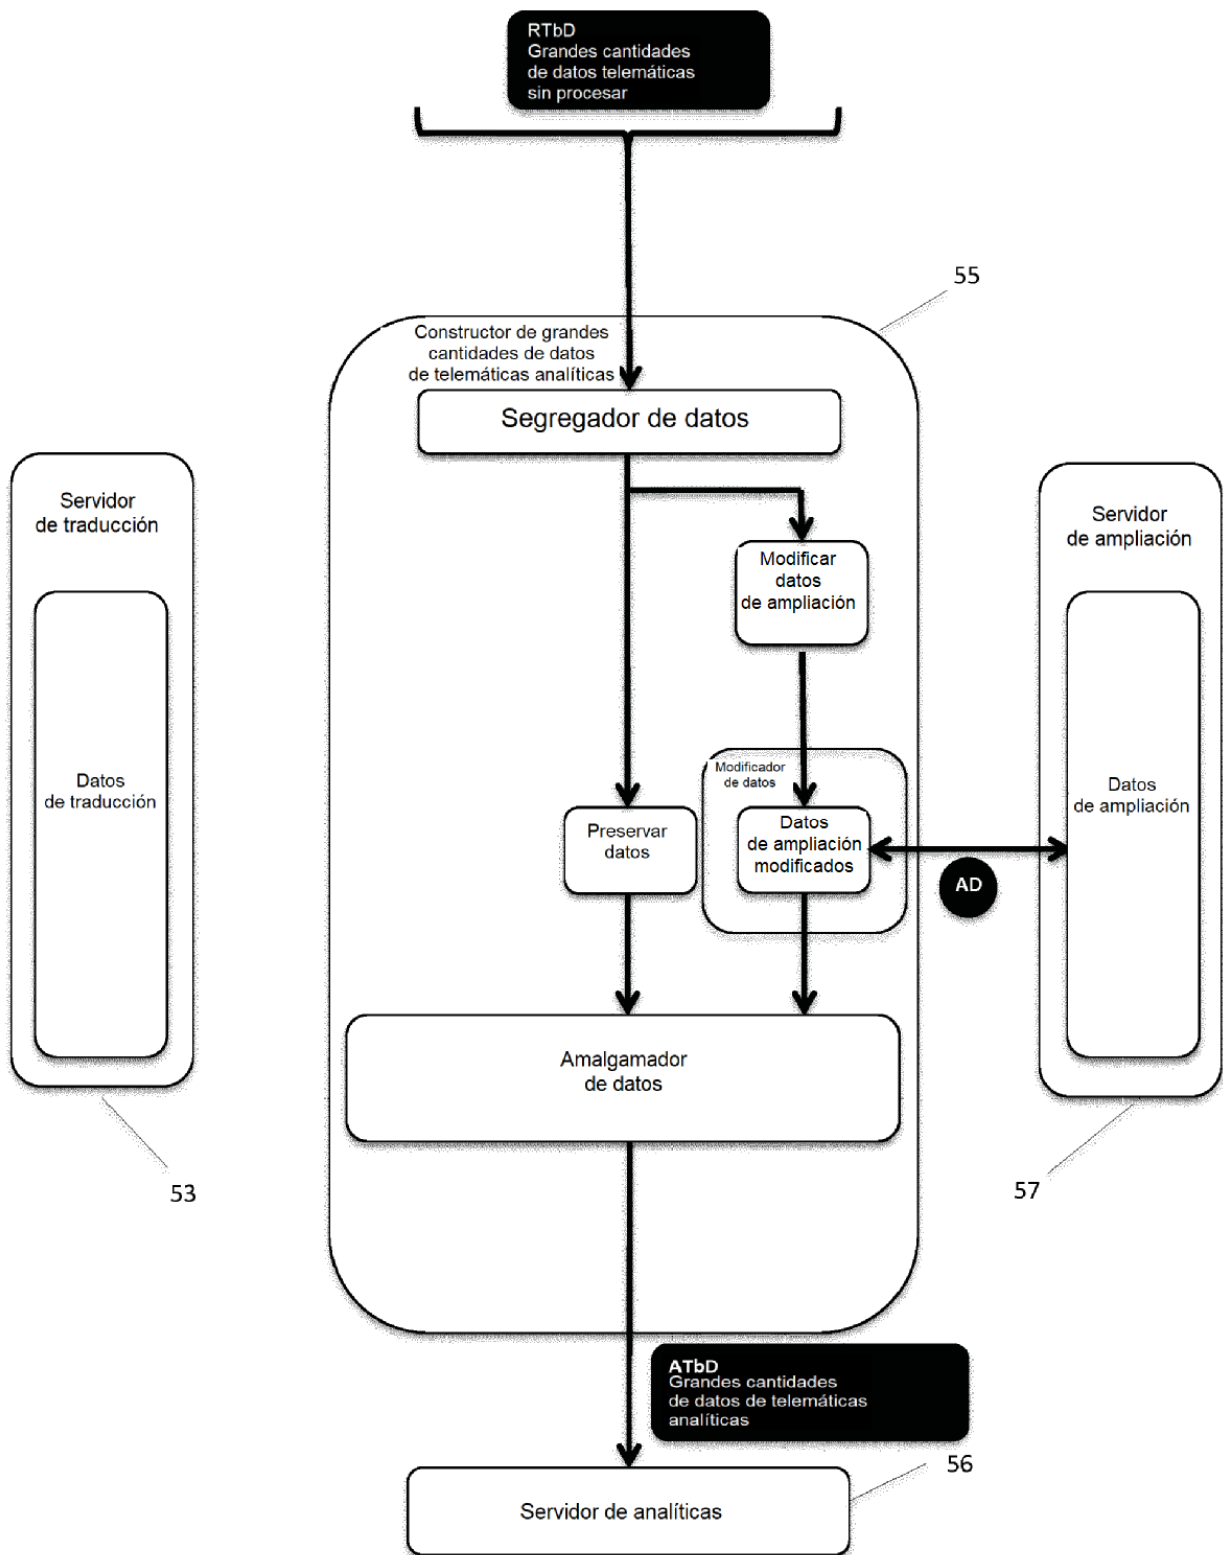 RTbD
Grandes cantidades
de datos telemáticas
sin procesar
55
Constructor de grandes
cantidades de datos
de telemáticas analíticas
Segregador de datos
Servidor
de traducción
Datos
de traducción
53
Modificar
datos
de ampliación
Modificador
de datos
Preservar
datos
Datos
de ampliación
modificados
AD
Servidor
de ampliación
Datos
de ampliación
57
Amalgamador
de datos
ATbD
Grandes cantidades
de datos de telemáticas
analíticas
56
Servidor de analíticas